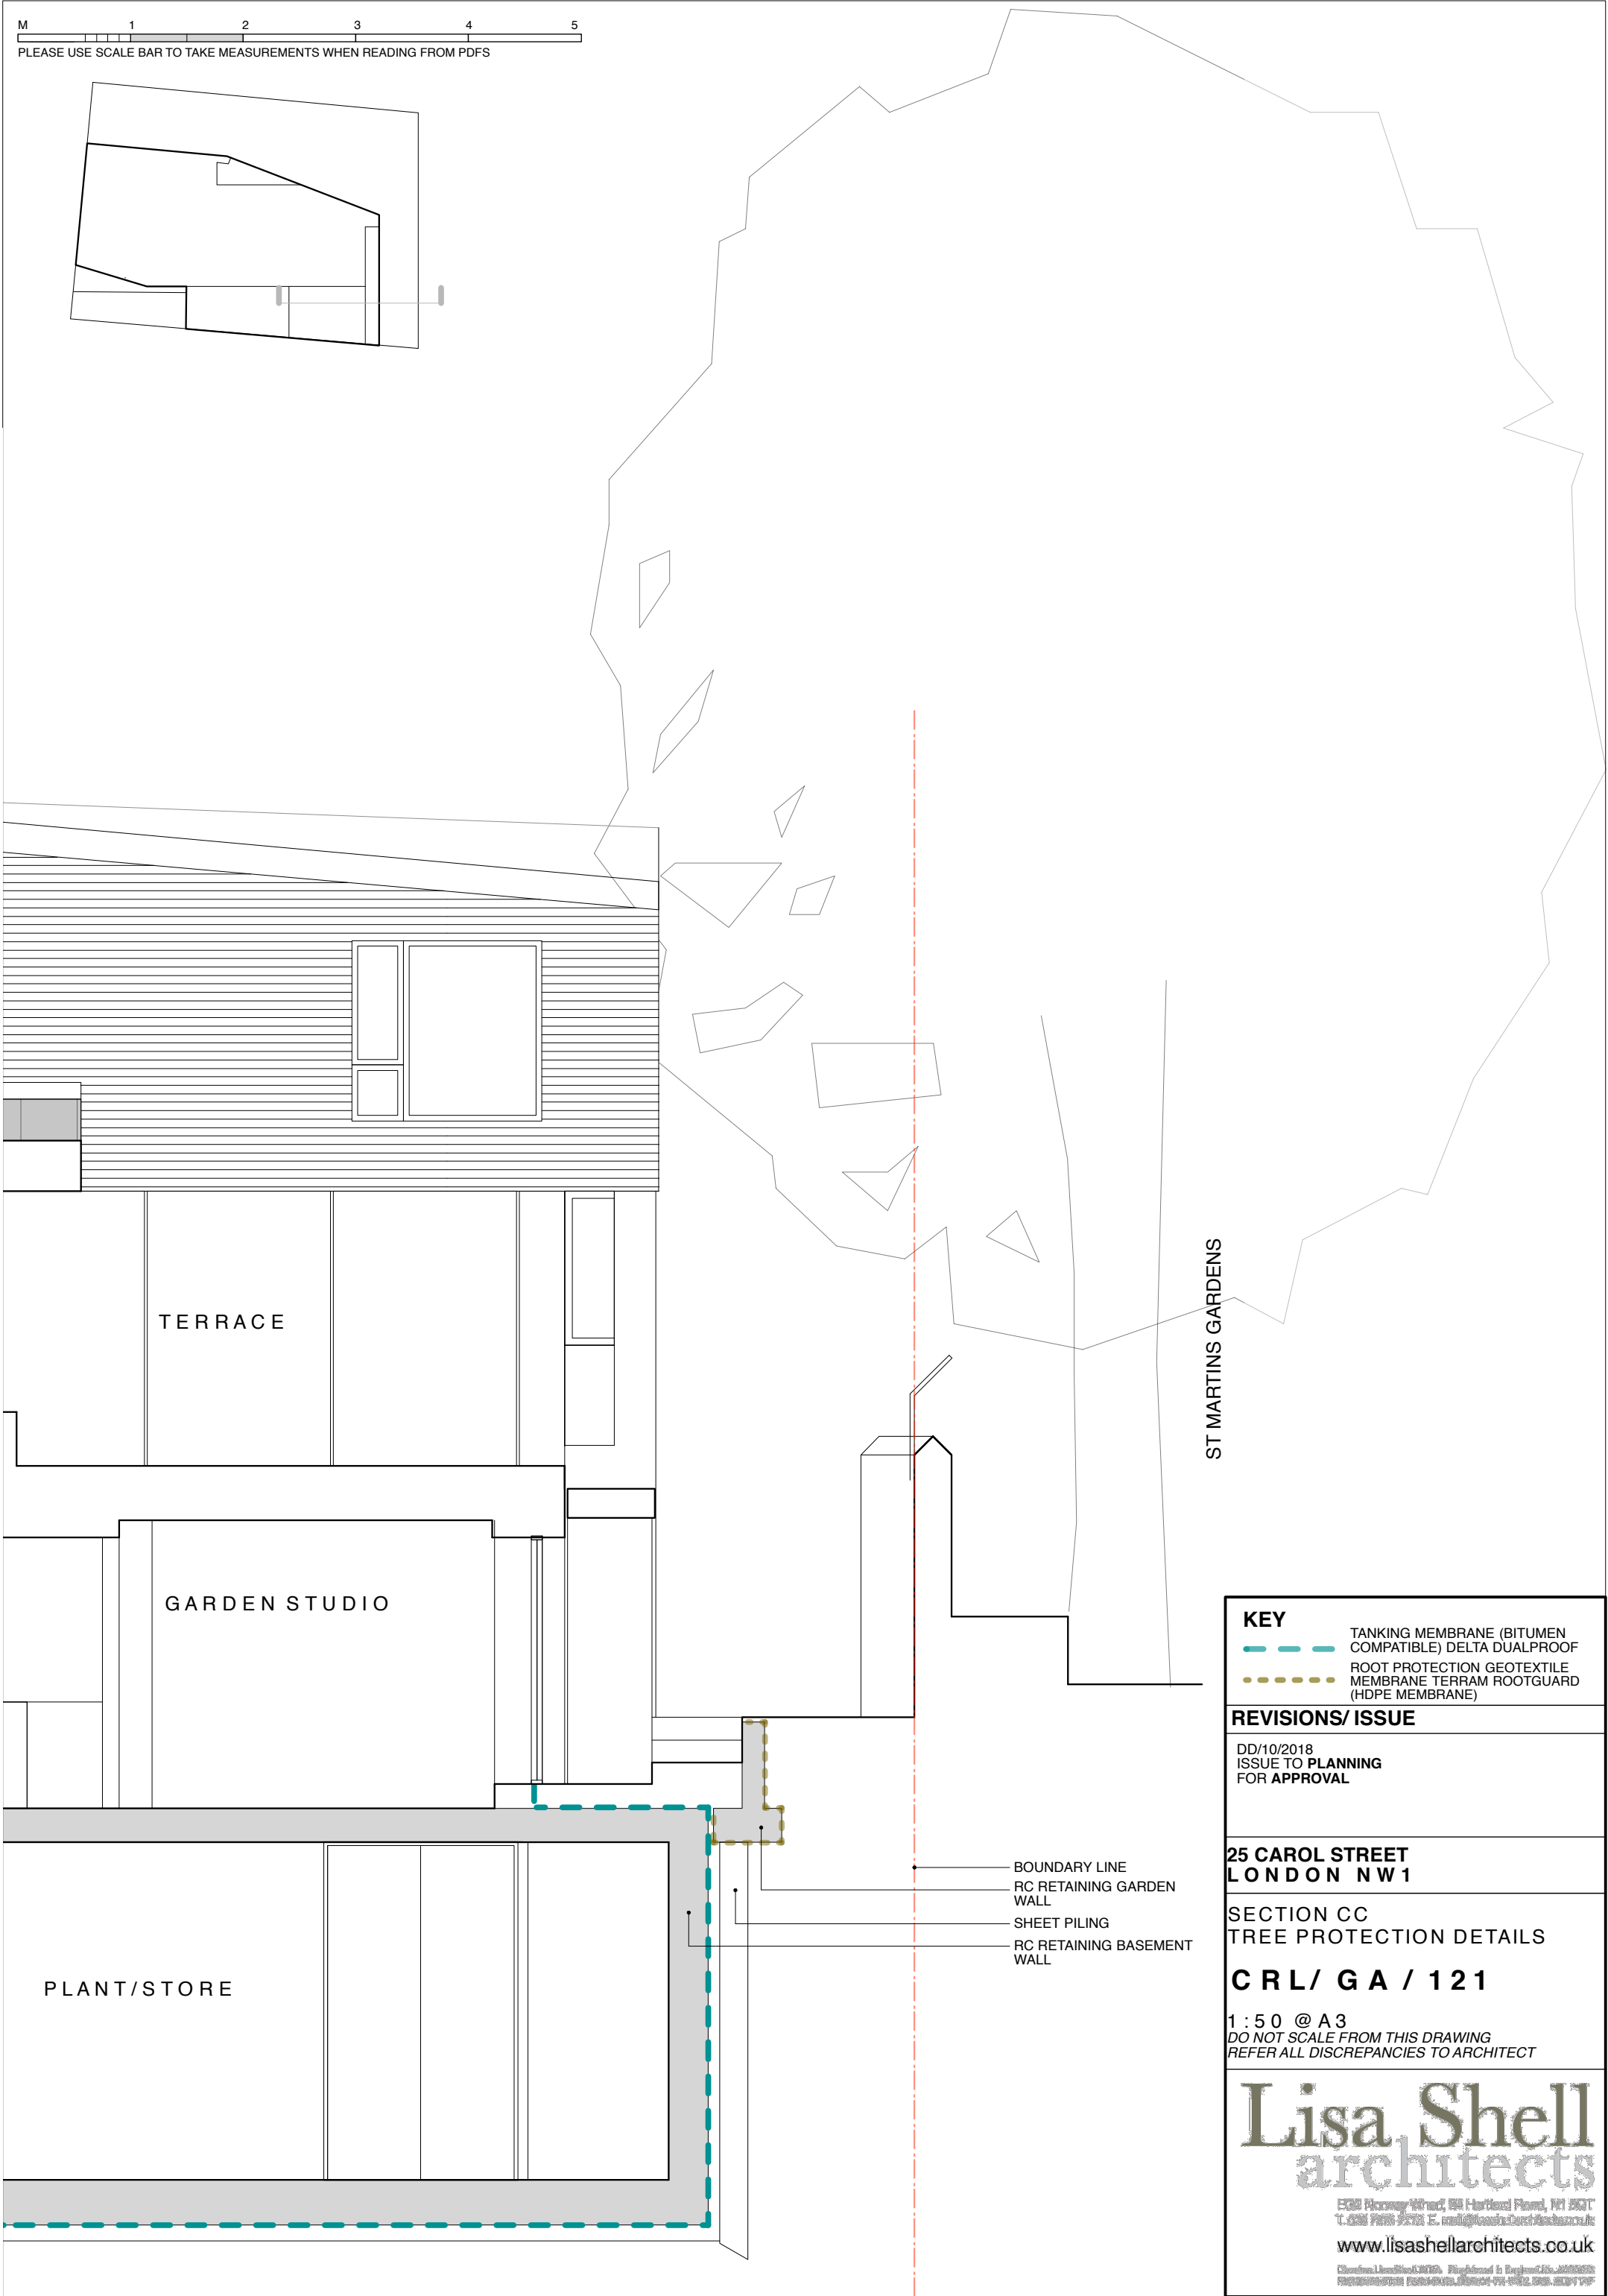 M 1 2 3 4 5
PLEASE USE SCALE BAR TO TAKE MEASUREMENTS WHEN READING FROM PDFS
TERRACE
ST MARTINS GARDENS
GARDEN STUDIO
PLANT/STORE
BOUNDARY LINE
RC RETAINING GARDEN
WALL
SHEET PILING
RC RETAINING BASEMENT
WALL
KEY
TANKING MEMBRANE (BITUMEN
COMPATIBLE) DELTA DUALPROOF
ROOT PROTECTION GEOTEXTILE
MEMBRANE TERRAM ROOTGUARD
(HDPE MEMBRANE)
REVISIONS/ ISSUE
DD/10/2018
ISSUE TO PLANNING
FOR APPROVAL
25 CAROL STREET
LONDON NW1
SECTION CC
TREE PROTECTION DETAILS
CRL/ GA / 121
1:50 @ A3
DO NOT SCALE FROM THIS DRAWING
REFER ALL DISCREPANCIES TO ARCHITECT
Lisa Shell
architects
www.lisashellarchitects.co.uk